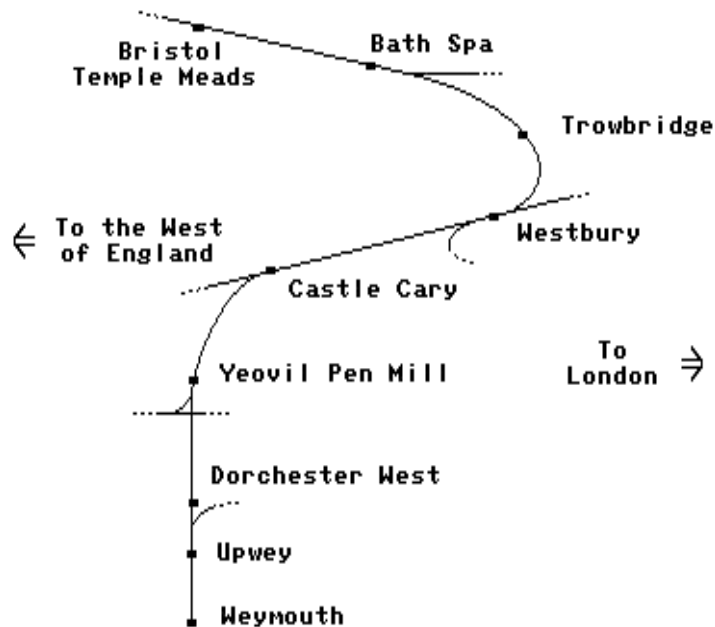 Bristol
Temple Meads
Bath Spa
Trowbridge
To the West
of England
Westbury
Castle Cary
To
London
Yeovil Pen Mill
Dorchester West
Upwey
Weymouth